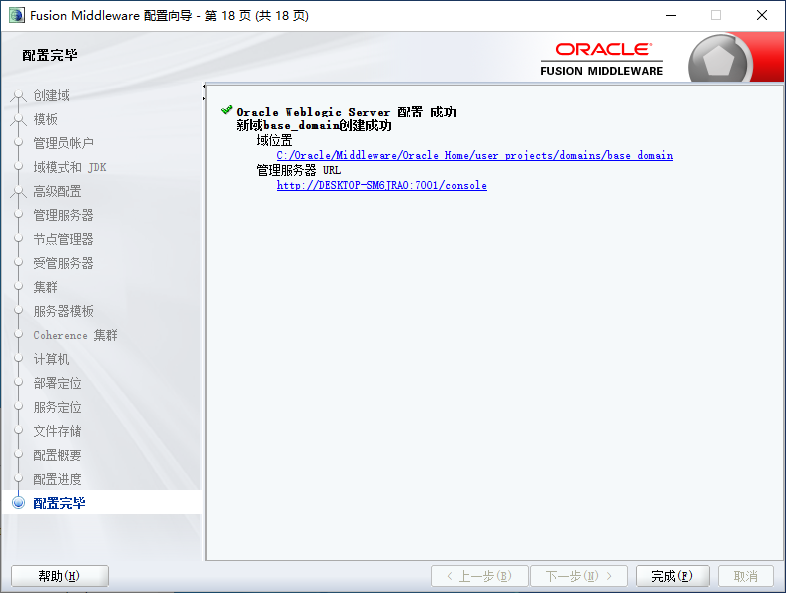 Fusion Middleware 配置向导 - 第 18 页 (共 18 页)
配置完毕
ORACLE
FUSION MIDDLEWARE
创建域
模板
管理员帐户
域模式和 JDK
高级配置
管理服务器
节点管理器
受管服务器
集群
服务器模板
Coherence 集群
计算机
部署定位
服务定位
文件存储
配置概要
配置进度
配置完毕
Oracle Weblogic Server 配置 成功
新域base_domain创建成功
域位置
C:/Oracle/Middleware/Oracle_Home/user_projects/domains/base_domain
管理服务器 URL
http://DESKTOP-SM6JRAO:7001/console
帮助(H)
< 上一步(B)
下一步(N) >
完成(F)
取消